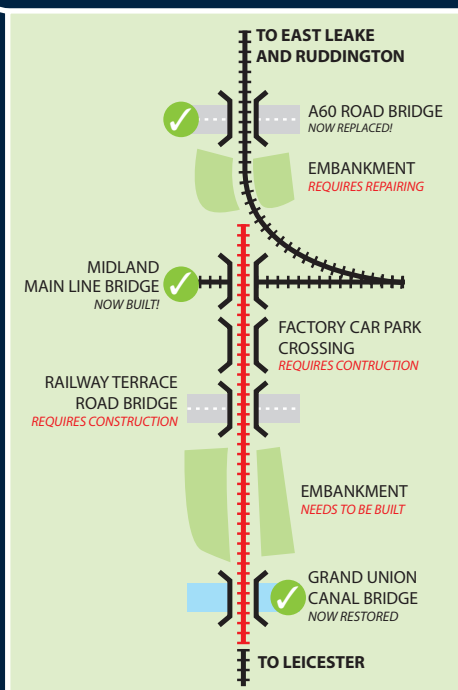 TO EAST LEAKE
AND RUDDINGTON
A60 ROAD BRIDGE
NOW REPLACED!
EMBANKMENT
REQUIRES REPAIRING
MIDLAND
MAIN LINE BRIDGE
NOW BUILT!
FACTORY CAR PARK
CROSSING
REQUIRES CONTRUCTION
RAILWAY TERRACE
ROAD BRIDGE
REQUIRES CONSTRUCTION
EMBANKMENT
NEEDS TO BE BUILT
GRAND UNION
CANAL BRIDGE
NOW RESTORED
TO LEICESTER